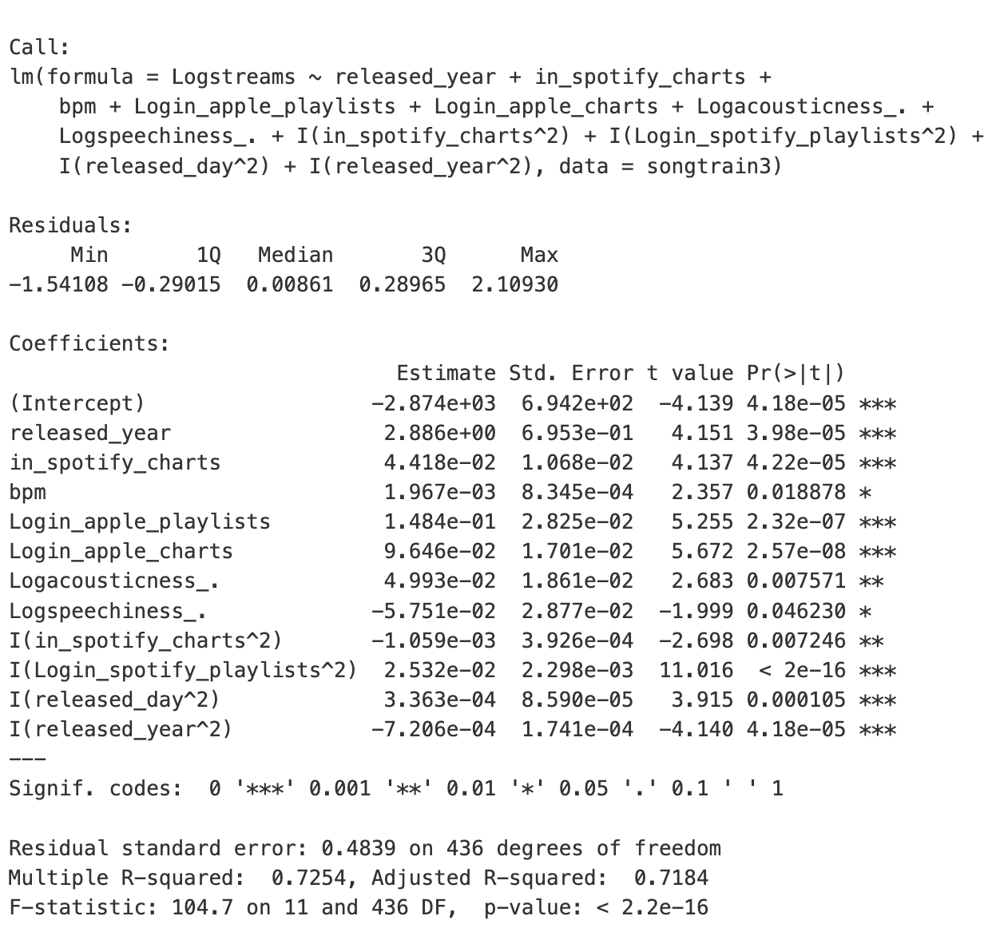 Call:
lm(formula = Logstreams ~ released_year + in_spotify_charts +
    bpm + Login_apple_playlists + Login_apple_charts + Logacousticness_. +
    Logspeechiness_. + I(in_spotify_charts^2) + I(Login_spotify_playlists^2) +
    I(released_day^2) + I(released_year^2), data = songtrain3)

Residuals:
     Min       1Q   Median       3Q      Max
-1.54108 -0.29015  0.00861  0.28965  2.10930

Coefficients:
                               Estimate Std. Error t value Pr(>|t|)
(Intercept)                  -2.874e+03  6.942e+02  -4.139 4.18e-05 ***
released_year                 2.886e+00  6.953e-01   4.151 3.98e-05 ***
in_spotify_charts             4.418e-02  1.068e-02   4.137 4.22e-05 ***
bpm                           1.967e-03  8.345e-04   2.357 0.018878 *
Login_apple_playlists         1.484e-01  2.825e-02   5.255 2.32e-07 ***
Login_apple_charts            9.646e-02  1.701e-02   5.672 2.57e-08 ***
Logacousticness_.             4.993e-02  1.861e-02   2.683 0.007571 **
Logspeechiness_.             -5.751e-02  2.877e-02  -1.999 0.046230 *
I(in_spotify_charts^2)       -1.059e-03  3.926e-04  -2.698 0.007246 **
I(Login_spotify_playlists^2)  2.532e-02  2.298e-03  11.016  < 2e-16 ***
I(released_day^2)             3.363e-04  8.590e-05   3.915 0.000105 ***
I(released_year^2)           -7.206e-04  1.741e-04  -4.140 4.18e-05 ***
---
Signif. codes:  0 '***' 0.001 '**' 0.01 '*' 0.05 '.' 0.1 ' ' 1

Residual standard error: 0.4839 on 436 degrees of freedom
Multiple R-squared:  0.7254, Adjusted R-squared:  0.7184
F-statistic: 104.7 on 11 and 436 DF,  p-value: < 2.2e-16